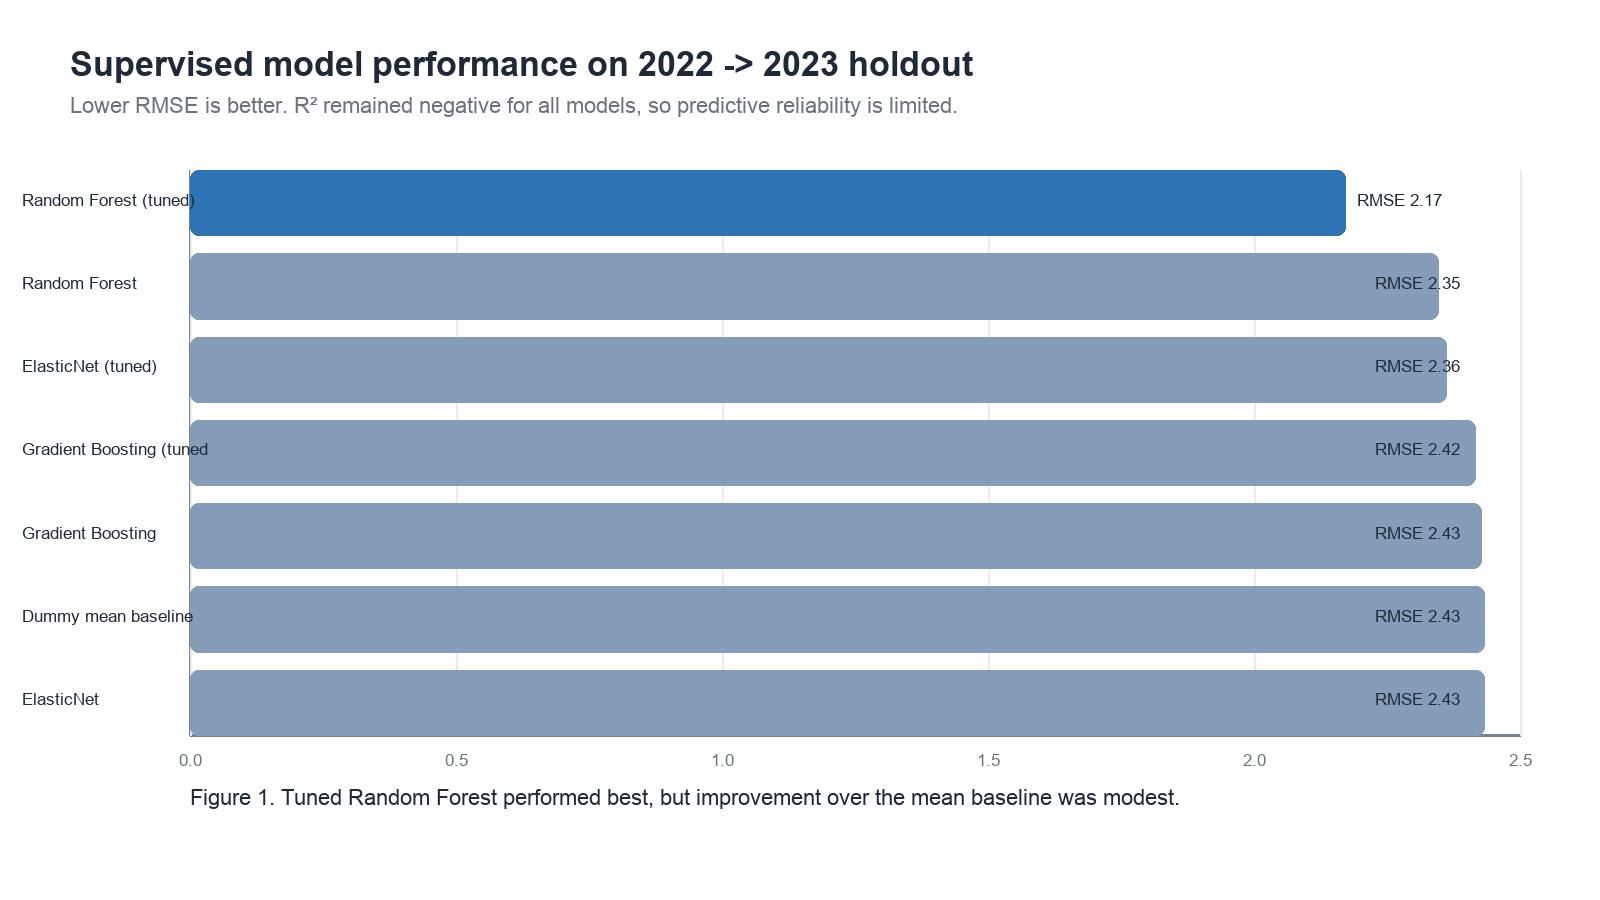 Supervised model performance on 2022 -> 2023 holdout
Lower RMSE is better. R² remained negative for all models, so predictive reliability is limited.
Random Forest (tuned) RMSE 2.17
Random Forest RMSE 2.35
ElasticNet (tuned) RMSE 2.36
Gradient Boosting (tuned RMSE 2.42
Gradient Boosting RMSE 2.43
Dummy mean baseline RMSE 2.43
ElasticNet RMSE 2.43
0.0 0.5 1.0 1.5 2.0 2.5
Figure 1. Tuned Random Forest performed best, but improvement over the mean baseline was modest.